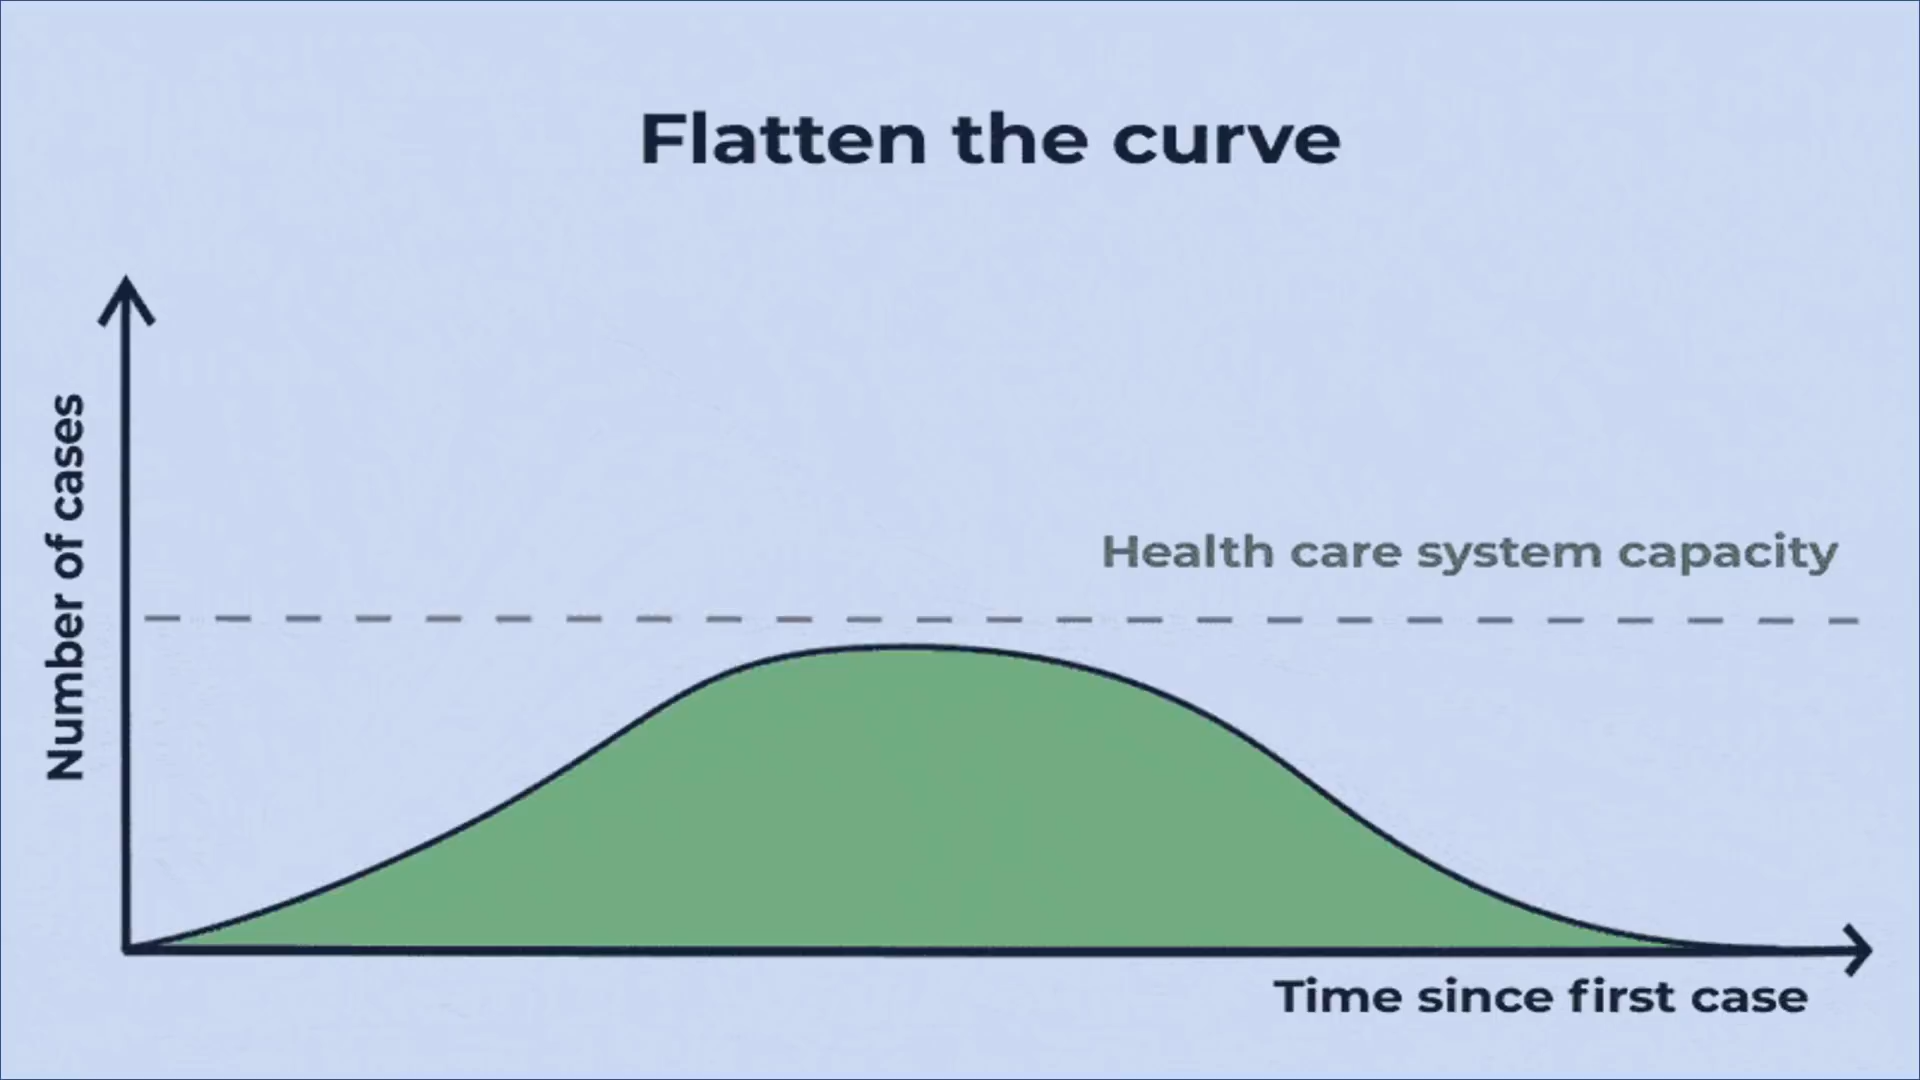 Flatten the curve
Number of cases
Health care system capacity
Time since first case